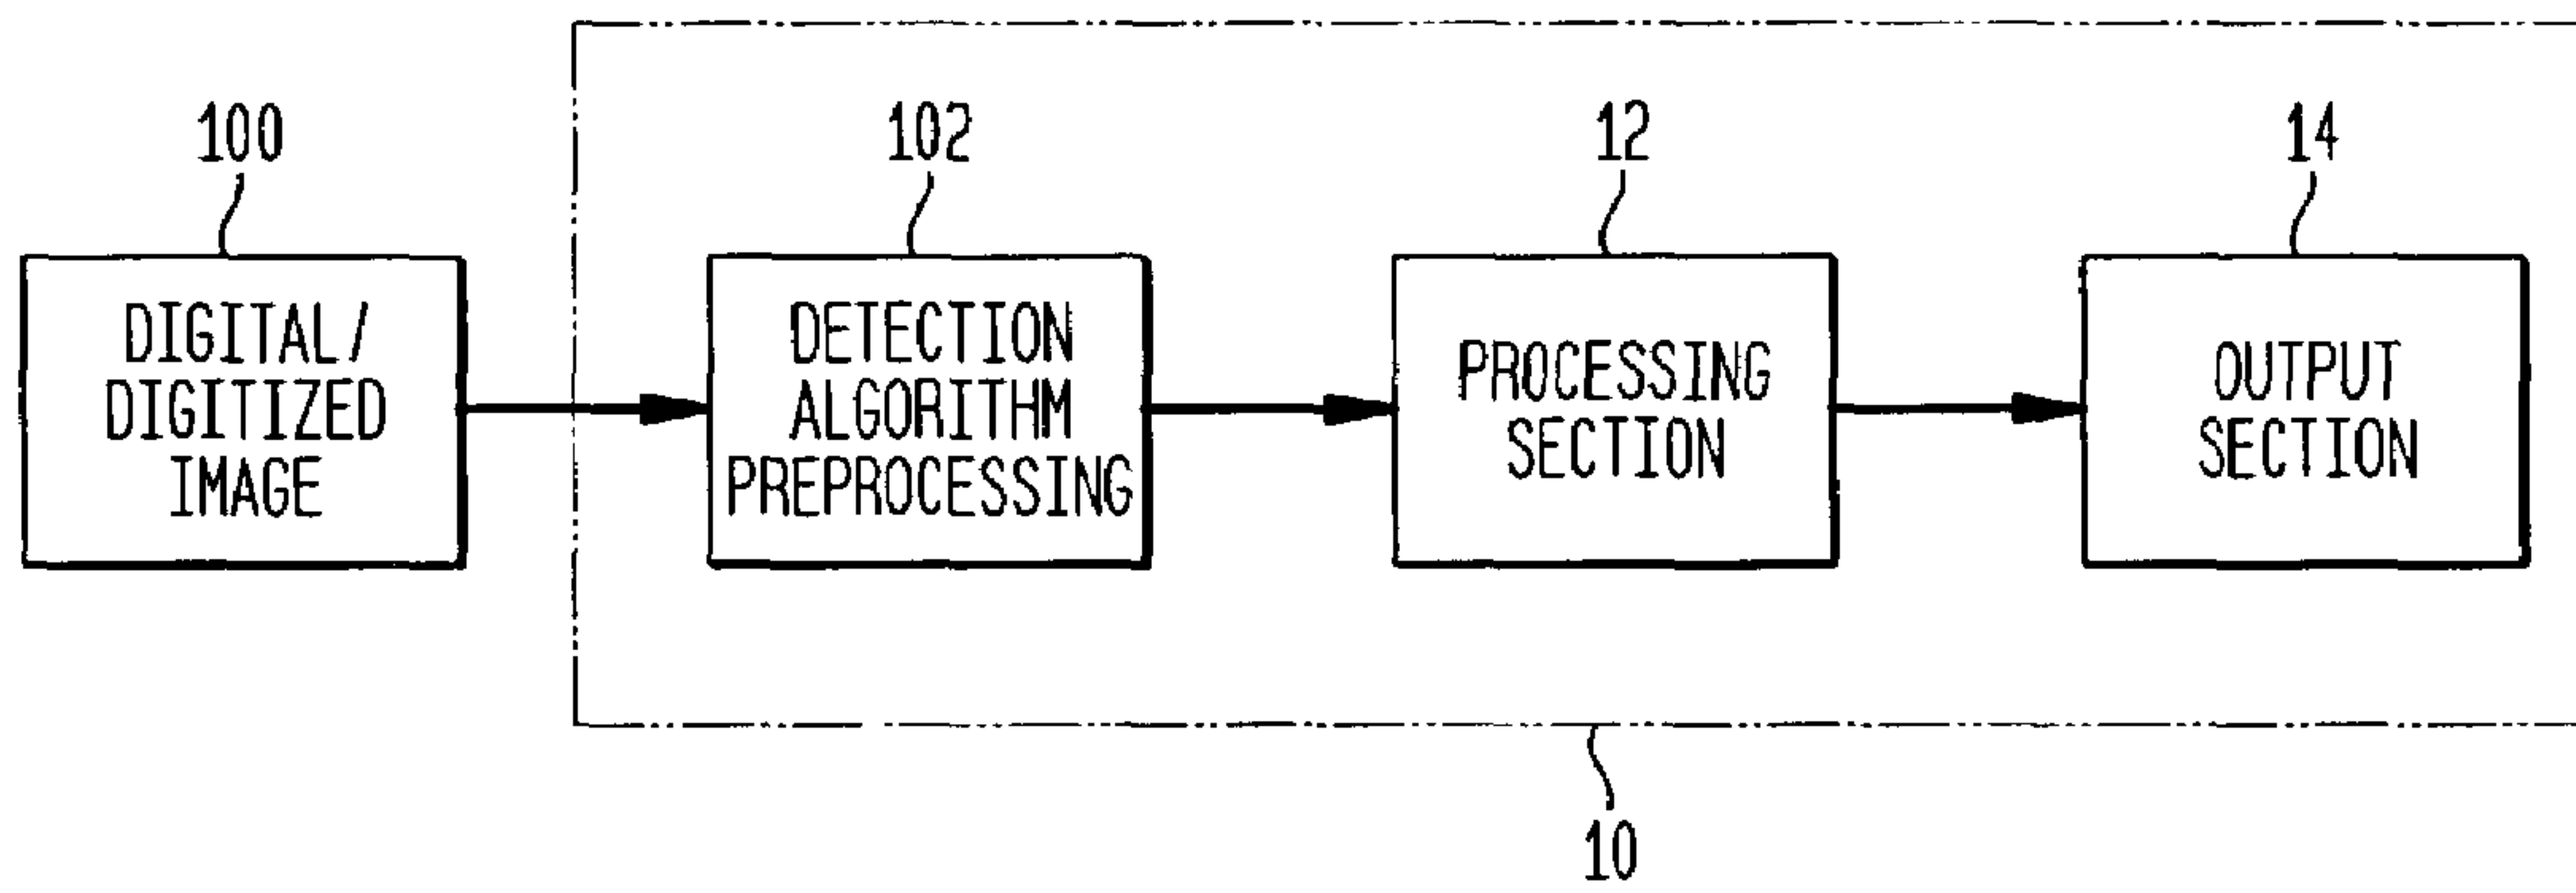 100
102
12
14
DIGITAL/
DIGITIZED
IMAGE
DETECTION
ALGORITHM
PREPROCESSING
PROCESSING
SECTION
OUTPUT
SECTION
10